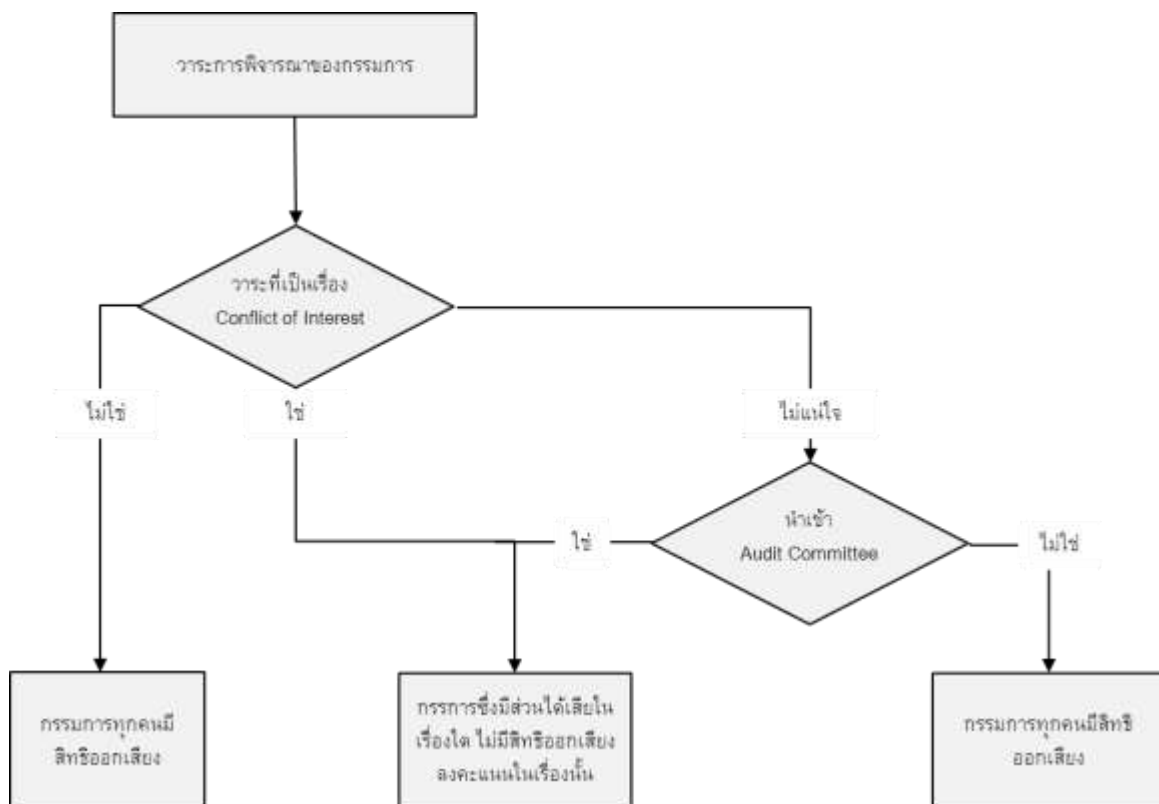 วาระการพิจารณาของกรรมการ
วาระที่เป็นเรื่อง
Conflict of Interest
ไม่ใช่
ใช่
ไม่แน่ใจ
นำเข้า
Audit Committee
ใช่
ไม่ใช่
กรรมการทุกคนมี
สิทธิออกเสียง
กรรการซึ่งมีส่วนได้เสียใน
เรื่องใด ไม่มีสิทธิออกเสียง
ลงคะแนนในเรื่องนั้น
กรรมการทุกคนมีสิทธิ
ออกเสียง